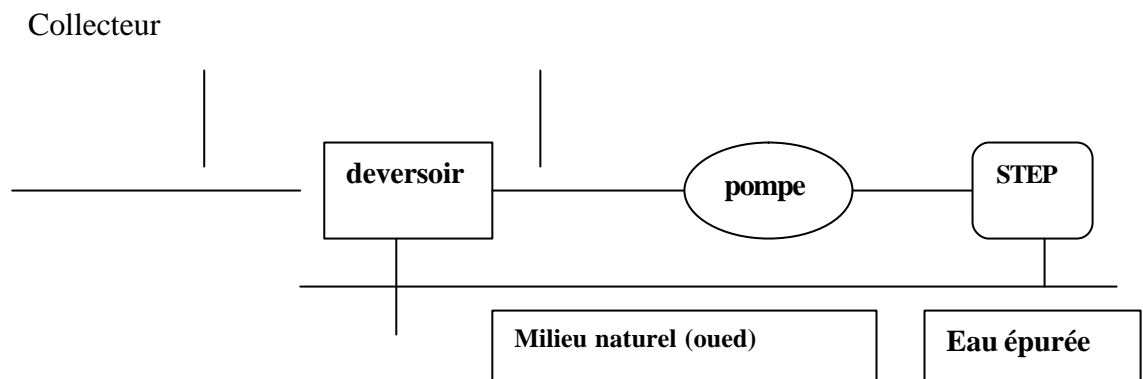 Collecteur
deversoir
pompe
STEP
Milieu naturel (oued)
Eau épurée